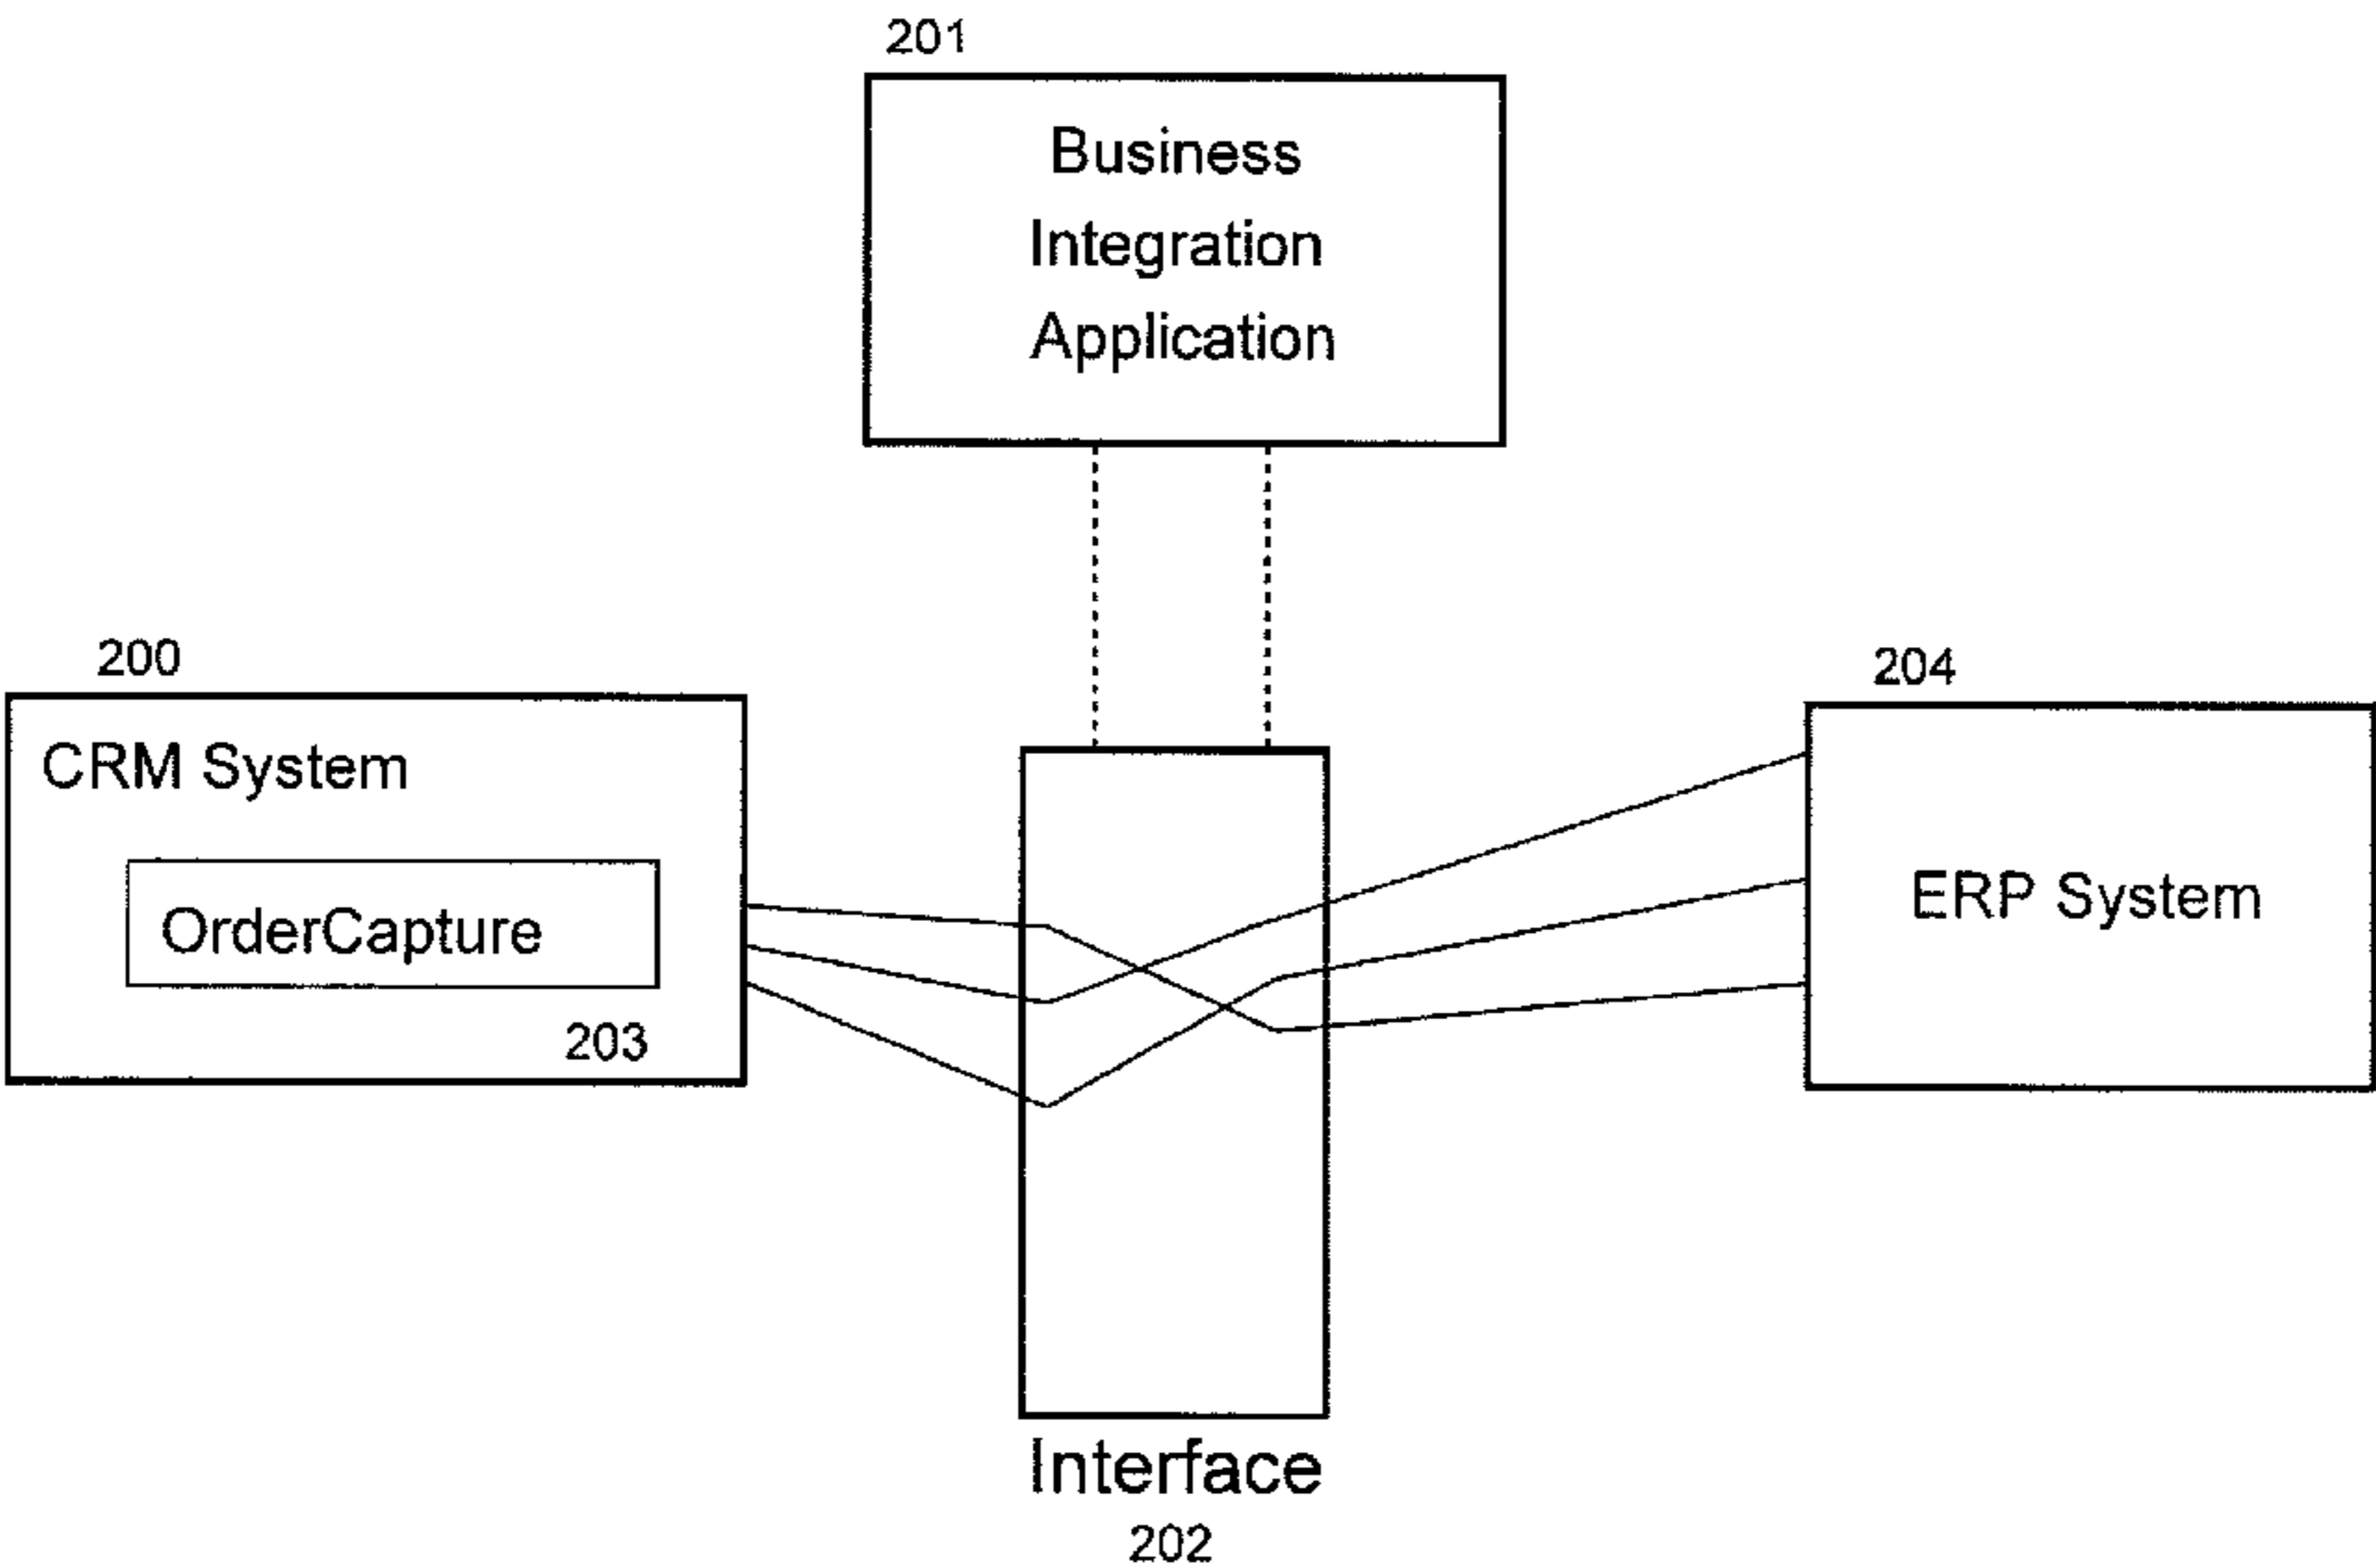 201
Business
Integration
Application
200
CRM System
OrderCapture
203
204
ERP System
Interface
202